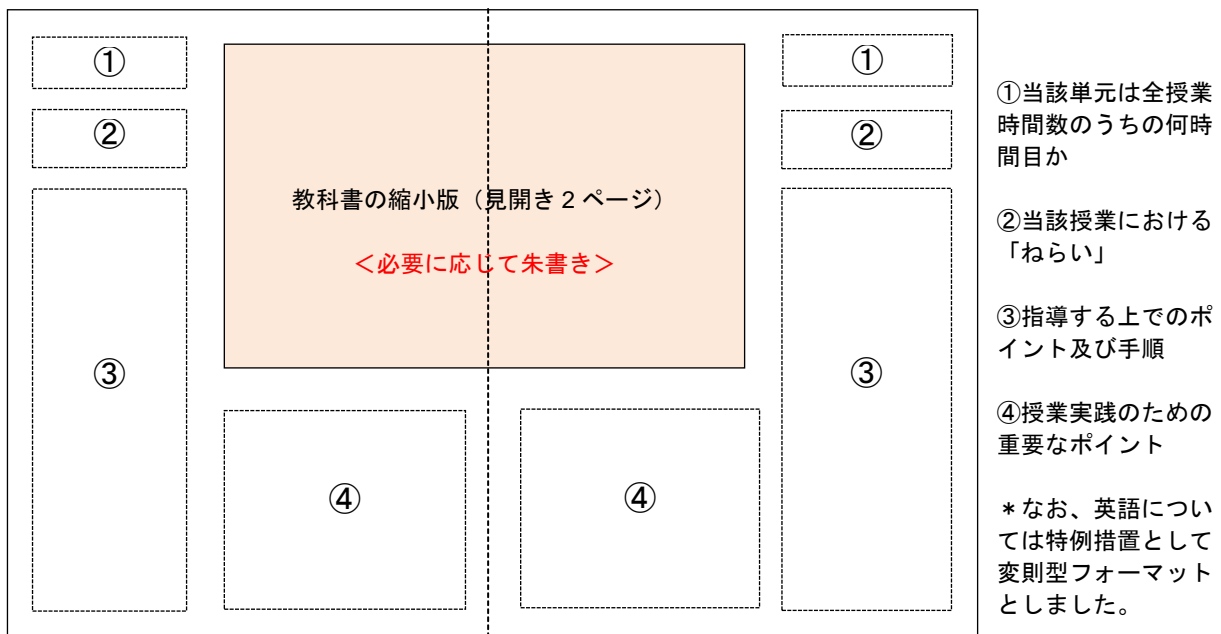 ①
②
③
教科書の縮小版（見開き２ページ）
＜必要に応じて朱書き＞
④
④
①
②
③
①当該単元は全授業
時間数のうちの何時
間目か
②当該授業における
「ねらい」
③指導する上でのポ
イント及び手順
④授業実践のための
重要なポイント
＊なお、英語につい
ては特例措置として
変則型フォーマット
としました。